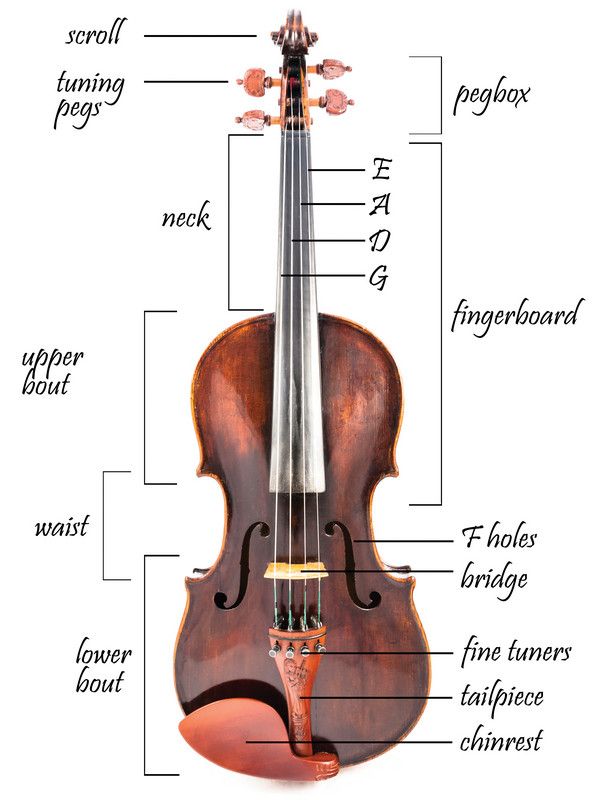 scroll
tuning
pegs
pegbox
E
A
D
G
neck
fingerboard
upper
bout
waist
F holes
bridge
lower
bout
fine tuners
tailpiece
chinrest